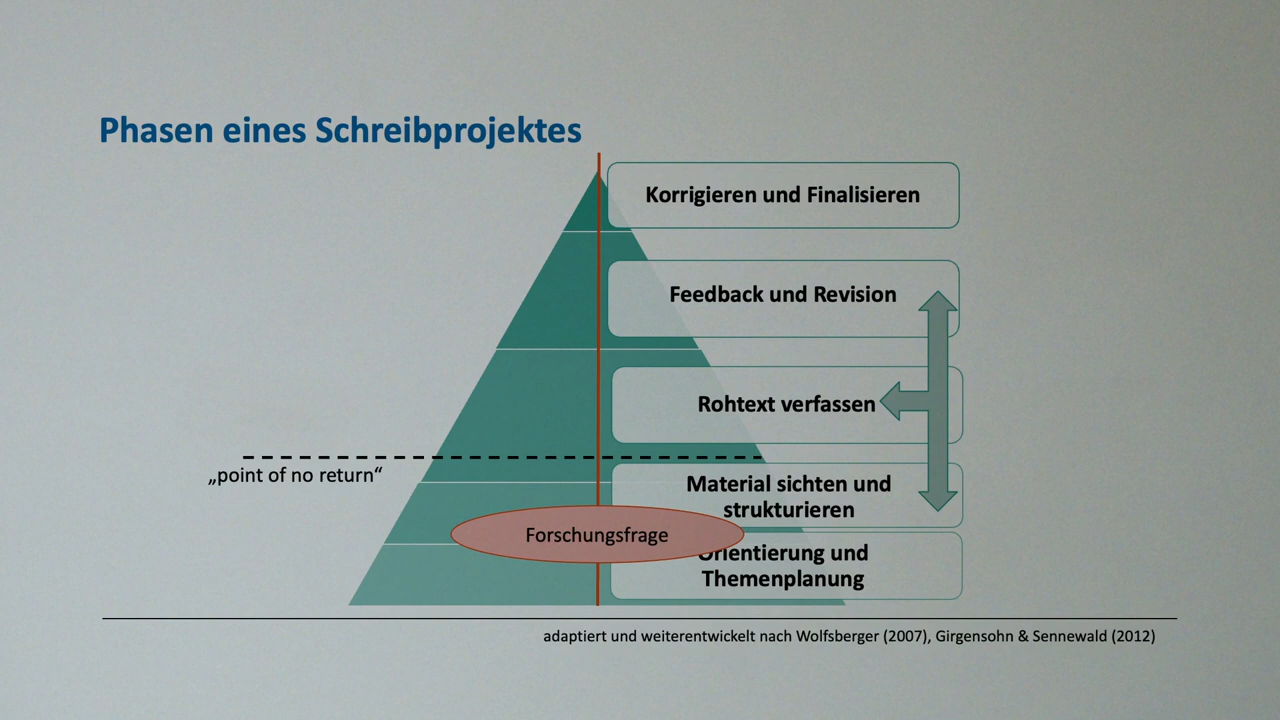 Phasen eines Schreibprojektes
Korrigieren und Finalisieren
Feedback und Revision
Rohtext verfassen
„point of no return“
Material sichten und
strukturieren
Forschungsfrage
Orientierung und
Themenplanung
adaptiert und weiterentwickelt nach Wolfsberger (2007), Girgensohn & Sennewald (2012)